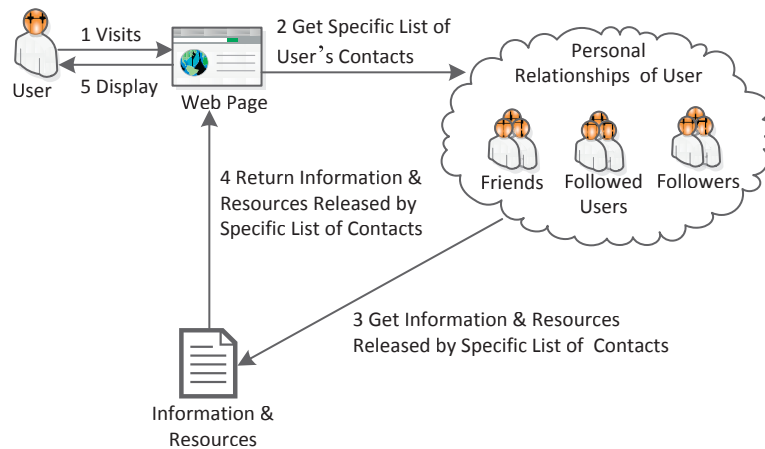 1 Visits
5 Display
User
Web Page
2 Get Specific List of
User’s Contacts
Personal
Relationships of User
Friends
Followed
Users
Followers
4 Return Information &
Resources Released by
Specific List of Contacts
3 Get Information & Resources
Released by Specific List of Contacts
Information &
Resources